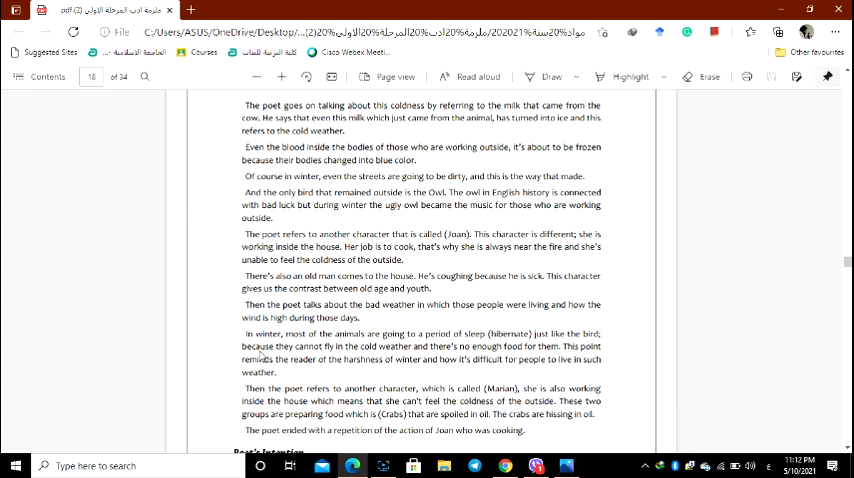 ملزمة ادب المرحلة الاولى (2).pdf
File
C:/Users/ASUS/OneDrive/Desktop/مواد%20سنة%202021/ملزمة%20ادب%20المرحلة%20الاولى%20(2)...
Suggested Sites
الجامعة الاسلامية - ...
Courses
كلية التربية للبنات
Cisco Webex Meeti...
Other favourites
Contents
18
of 34
Page view
Read aloud
Draw
Highlight
Erase
The poet goes on talking about this coldness by referring to the milk that came from the
cow. He says that even this milk which just came from the animal, has turned into ice and this
refers to the cold weather.
Even the blood inside the bodies of those who are working outside, it's about to be frozen
because their bodies changed into blue color.
Of course in winter, even the streets are going to be dirty, and this is the way that made.
And the only bird that remained outside is the Owl. The owl in English history is connected
with bad luck but during winter the ugly owl became the music for those who are working
outside.
The poet refers to another character that is called (Joan). This character is different; she is
working inside the house. Her job is to cook, that's why she is always near the fire and she's
unable to feel the coldness of the outside.
There's also an old man comes to the house. He's coughing because he is sick. This character
gives us the contrast between old age and youth.
Then the poet talks about the bad weather in which those people were living and how the
wind is high during those days.
In winter, most of the animals are going to a period of sleep (hibernate) just like the bird;
because they cannot fly in the cold weather and there's no enough food for them. This point
reminds the reader of the harshness of winter and how it's difficult for people to live in such
weather.
Then the poet refers to another character, which is called (Marian), she is also working
inside the house which means that she can't feel the coldness of the outside. These two
groups are preparing food which is (Crabs) that are spoiled in oil. The crabs are hissing in oil.
The poet ended with a repetition of the action of Joan who was cooking.
Poet's Intention
Type here to search
ع
11:12 PM
5/10/2021